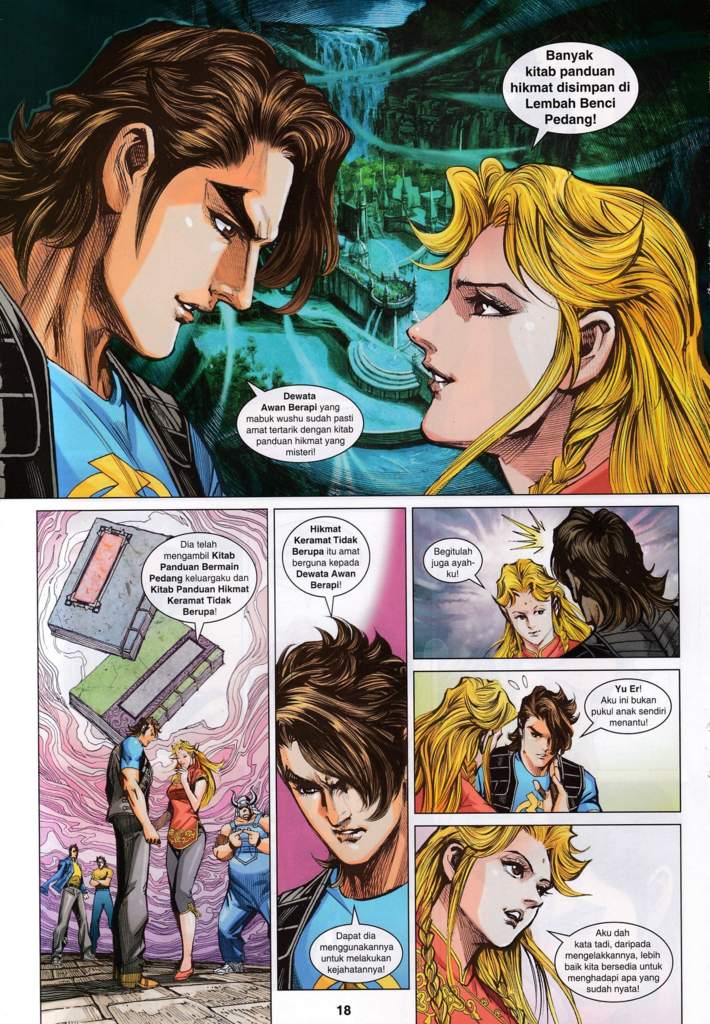 Banyak
kitab panduan
hikmat disimpan di
Lembah Benci
Pedang!
Dewata
Awan Berapi yang
mabuk wushu sudah pasti
amat tertarik dengan kitab
panduan hikmat yang
misteri!
Dia telah
mengambil Kitab
Panduan Bermain
Pedang keluargaku dan
Kitab Panduan Hikmat
Keramat Tidak
Berupa!
Hikmat
Keramat Tidak
Berupa itu amat
berguna kepada
Dewata Awan
Berapi!
Dapat dia
menggunakannya
untuk melakukan
kejahatannya!
Begitulah
juga ayah-
ku!
Yu Er!
Aku ini bukan
pukul anak sendiri
menantu!
Aku dah
kata tadi, daripada
mengelakkannya, lebih
baik kita bersedia untuk
menghadapi apa yang
sudah nyata!
18